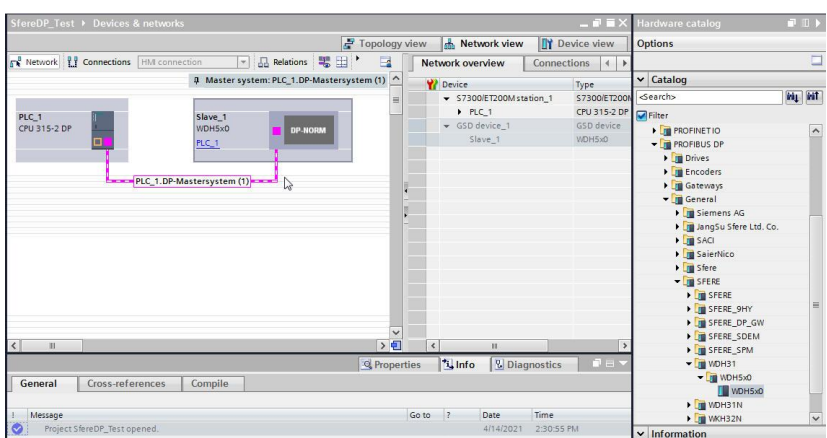 SfereDP_Test ▸ Devices & networks
Hardware catalog
Topology view
Network view
Device view
Options
Network
Connections
HMI connection
Relations
Network overview
Connections
Master system: PLC_1.DP-Mastersystem (1)
Device
Type
S7300/ET200M station_1
S7300/ET200M
PLC_1
CPU 315-2 DP
GSD device_1
GSD device
Slave_1
WDH5x0
PLC_1
CPU 315-2 DP
Slave_1
WDH5x0
DP-NORM
PLC_1
PLC_1.DP-Mastersystem (1)
Catalog
<Search>
Filter
PROFINET IO
PROFIBUS DP
Drives
Encoders
Gateways
General
Siemens AG
JangSu Sfere Ltd. Co.
SACI
SaierNico
Sfere
SFERE
SFERE
SFERE_9HY
SFERE_DP_GW
SFERE_SDEM
SFERE_SPM
WDH31
WDH5x0
WDH5x0
WDH31N
WKH32N
Information
Properties
Info
Diagnostics
General
Cross-references
Compile
! Message
Go to
?
Date
Time
Project SfereDP_Test opened.
4/14/2021
2:30:55 PM